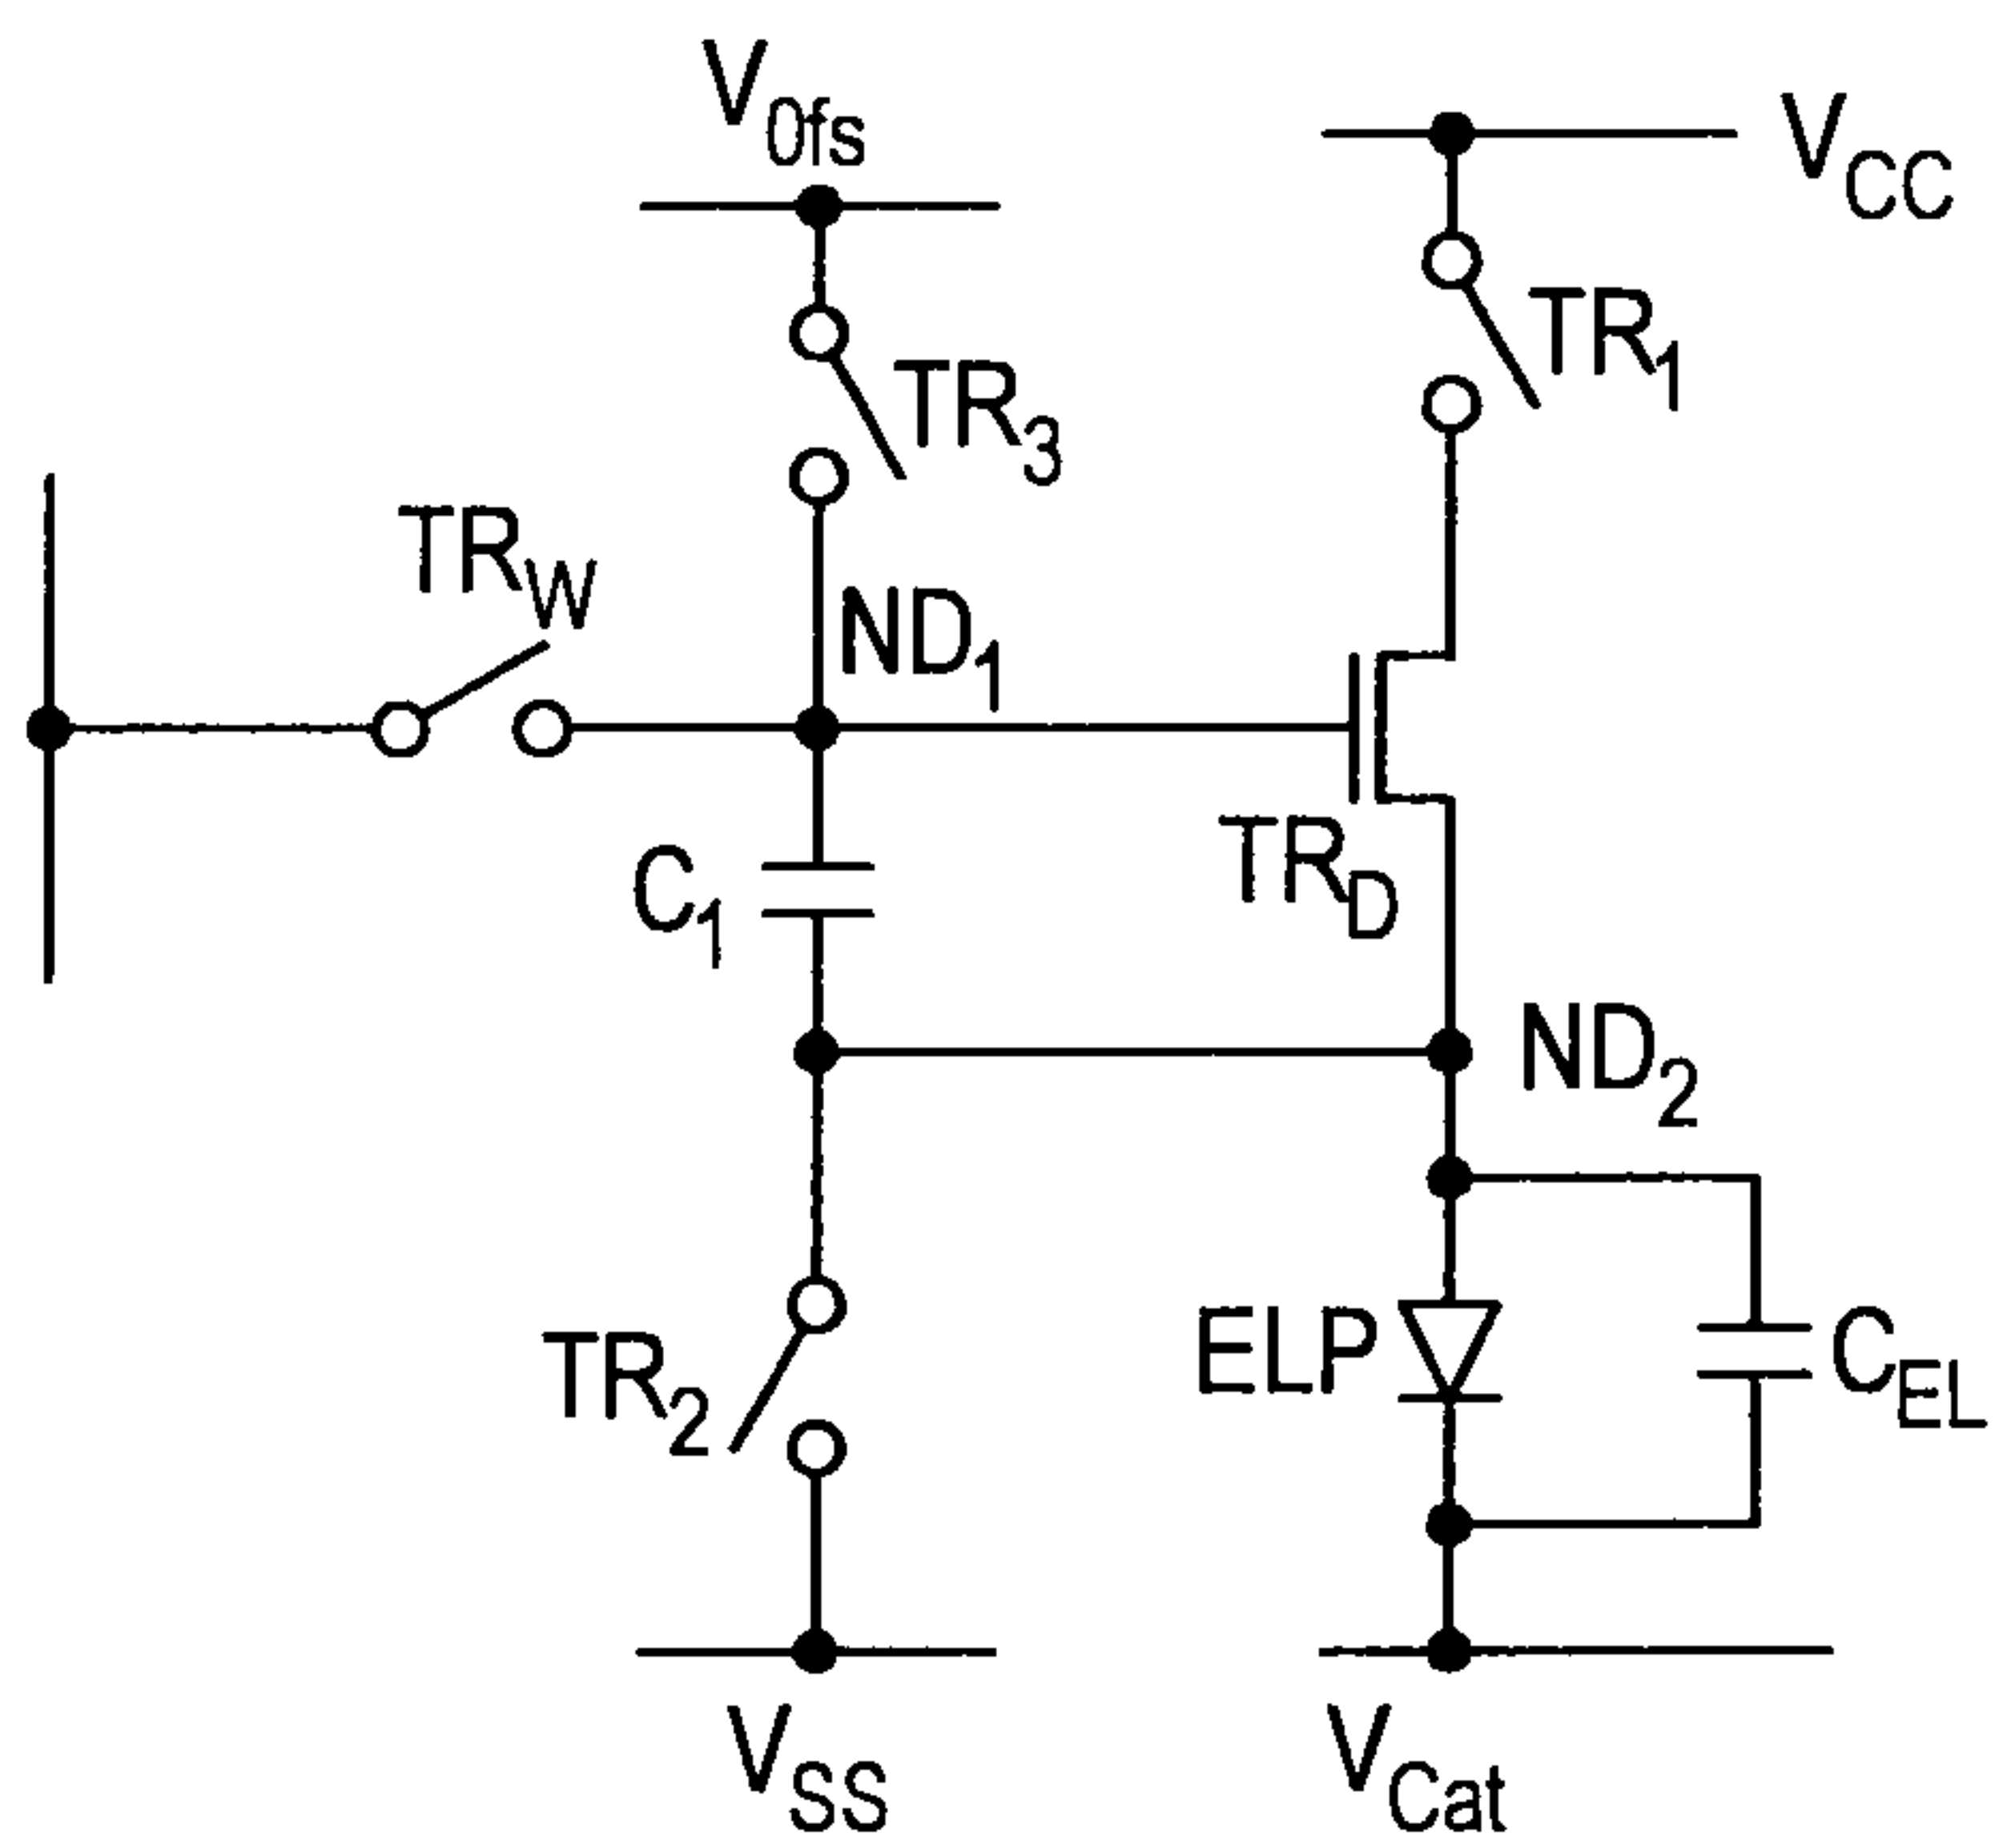 V0fs
VCC
TR1
TR3
TRW
ND1
TRD
C1
ND2
ELP
CEL
TR2
VSS
VCat